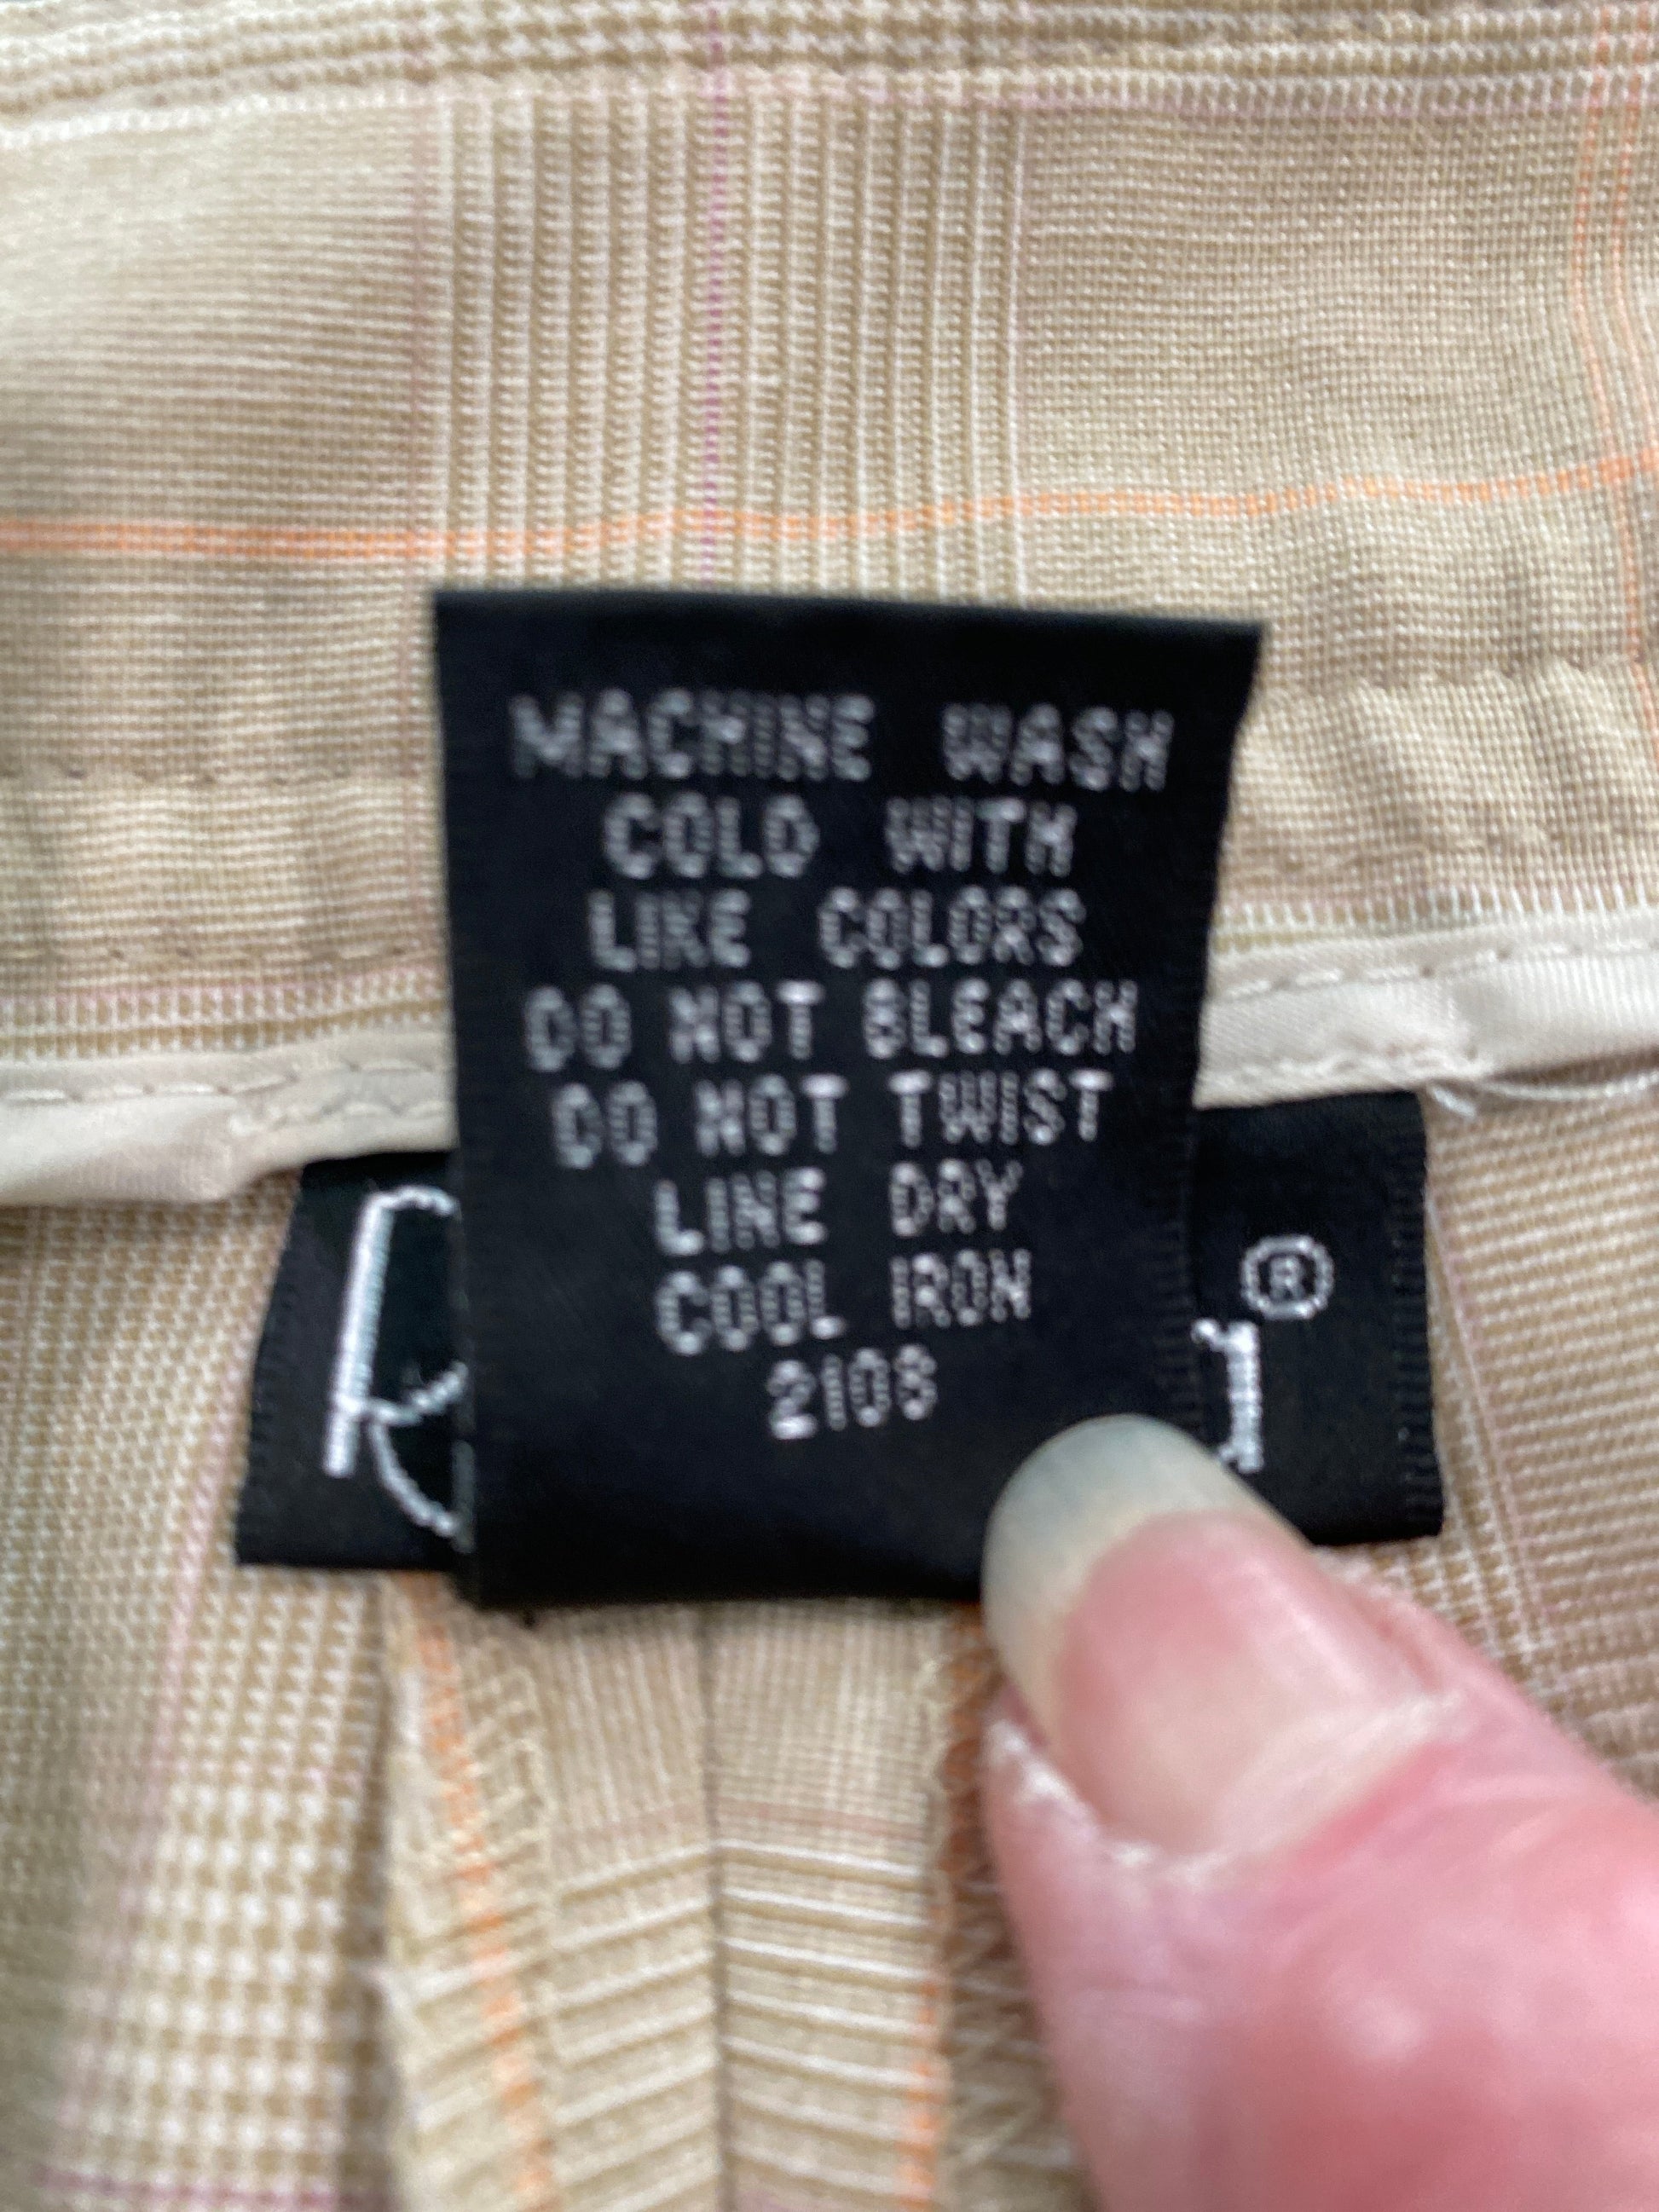 MACHINE WASH
COLD WITH
LIKE COLORS
DO NOT BLEACH
DO NOT TWIST
LINE DRY
COOL IRON
2108
R
®